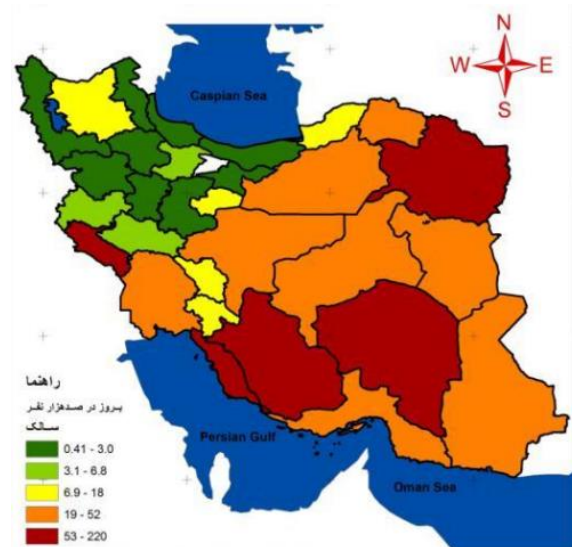 N
W E
S
Caspian Sea
Persian Gulf
Oman Sea
راهنما
بروز در صدهزار نفر
سالک
0.41 - 3.0
3.1 - 6.8
6.9 - 18
19 - 52
53 - 220